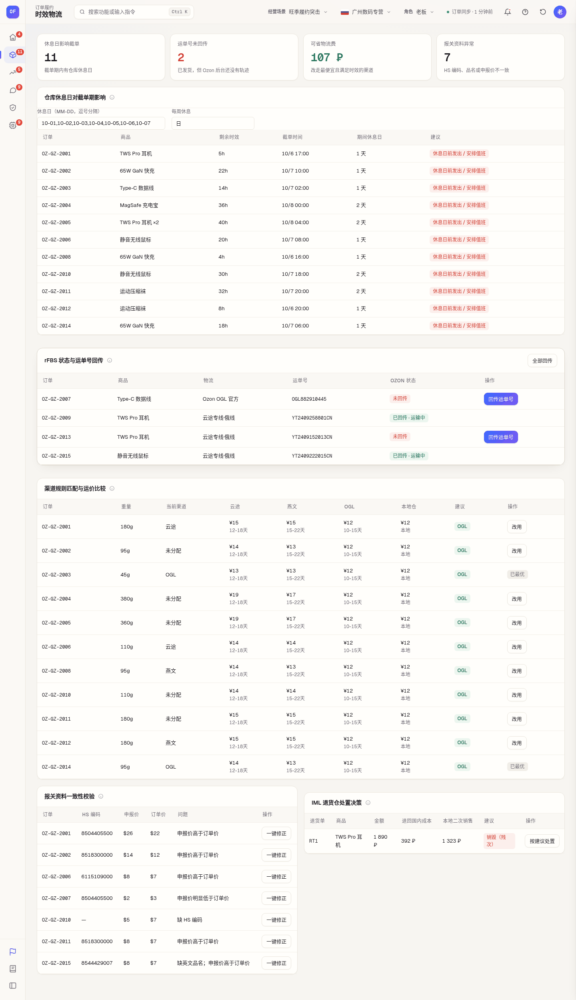 OF
订单履约
时效物流
搜索功能或输入指令
Ctrl K
经营场景 旺季履约突击
广州数码专营
角色 老板
订单同步 · 1 分钟前
老
4
11
5
9
9
休息日影响截单
11
截单期内有仓库休息日
运单号未回传
2
已发货，但 Ozon 后台还没有轨迹
可省物流费
107 ₽
改走最便宜且满足时效的渠道
报关资料异常
7
HS 编码、品名或申报价不一致
仓库休息日对截单期影响
休息日（MM-DD，逗号分隔）
每周休息
10-01,10-02,10-03,10-04,10-05,10-06,10-07
日
订单 商品 剩余时效 截单时间 期间休息日 建议
OZ-GZ-2001 TWS Pro 耳机 5h 10/6 17:00 1 天 休息日前发出 / 安排值班
OZ-GZ-2002 65W GaN 快充 22h 10/7 10:00 1 天 休息日前发出 / 安排值班
OZ-GZ-2003 Type-C 数据线 14h 10/7 02:00 1 天 休息日前发出 / 安排值班
OZ-GZ-2004 MagSafe 充电宝 36h 10/8 00:00 2 天 休息日前发出 / 安排值班
OZ-GZ-2005 TWS Pro 耳机 ×2 40h 10/8 04:00 2 天 休息日前发出 / 安排值班
OZ-GZ-2006 静音无线鼠标 20h 10/7 08:00 1 天 休息日前发出 / 安排值班
OZ-GZ-2008 65W GaN 快充 4h 10/6 16:00 1 天 休息日前发出 / 安排值班
OZ-GZ-2010 静音无线鼠标 30h 10/7 18:00 2 天 休息日前发出 / 安排值班
OZ-GZ-2011 运动压缩袜 32h 10/7 20:00 2 天 休息日前发出 / 安排值班
OZ-GZ-2012 运动压缩袜 8h 10/6 20:00 1 天 休息日前发出 / 安排值班
OZ-GZ-2014 65W GaN 快充 18h 10/7 06:00 1 天 休息日前发出 / 安排值班
rFBS 状态与运单号回传
全部回传
订单 商品 物流 运单号 OZON 状态 操作
OZ-GZ-2007 Type-C 数据线 Ozon OGL 官方 OGL882910445 未回传 回传运单号
OZ-GZ-2009 TWS Pro 耳机 云途专线·俄线 YT2409258801CN 已回传 · 运输中
OZ-GZ-2013 TWS Pro 耳机 云途专线·俄线 YT2409152013CN 未回传 回传运单号
OZ-GZ-2015 静音无线鼠标 云途专线·俄线 YT2409222015CN 已回传 · 运输中
渠道规则匹配与运价比较
订单 重量 当前渠道 云途 燕文 OGL 本地仓 建议 操作
OZ-GZ-2001 180g 云途 ¥15 ¥15 ¥12 ¥12 OGL 改用
12-18天 15-22天 10-15天 本地
OZ-GZ-2002 95g 未分配 ¥14 ¥13 ¥12 ¥12 OGL 改用
12-18天 15-22天 10-15天 本地
OZ-GZ-2003 45g OGL ¥13 ¥13 ¥12 ¥12 OGL 已最优
12-18天 15-22天 10-15天 本地
OZ-GZ-2004 380g 未分配 ¥19 ¥17 ¥12 ¥12 OGL 改用
12-18天 15-22天 10-15天 本地
OZ-GZ-2005 360g 未分配 ¥19 ¥17 ¥12 ¥12 OGL 改用
12-18天 15-22天 10-15天 本地
OZ-GZ-2006 110g 云途 ¥14 ¥14 ¥12 ¥12 OGL 改用
12-18天 15-22天 10-15天 本地
OZ-GZ-2008 95g 燕文 ¥14 ¥13 ¥12 ¥12 OGL 改用
12-18天 15-22天 10-15天 本地
OZ-GZ-2010 110g 未分配 ¥14 ¥14 ¥12 ¥12 OGL 改用
12-18天 15-22天 10-15天 本地
OZ-GZ-2011 180g 未分配 ¥15 ¥15 ¥12 ¥12 OGL 改用
12-18天 15-22天 10-15天 本地
OZ-GZ-2012 180g 燕文 ¥15 ¥15 ¥12 ¥12 OGL 改用
12-18天 15-22天 10-15天 本地
OZ-GZ-2014 95g OGL ¥14 ¥13 ¥12 ¥12 OGL 已最优
12-18天 15-22天 10-15天 本地
报关资料一致性校验
订单 HS 编码 申报价 订单价 问题 操作
OZ-GZ-2001 8504405500 $26 $22 申报价高于订单价 一键修正
OZ-GZ-2002 8518300000 $14 $12 申报价高于订单价 一键修正
OZ-GZ-2006 6115109000 $8 $7 申报价高于订单价 一键修正
OZ-GZ-2007 8504405500 $2 $3 申报价明显低于订单价 一键修正
OZ-GZ-2010 — $5 $7 缺 HS 编码 一键修正
OZ-GZ-2011 8518300000 $8 $7 申报价高于订单价 一键修正
OZ-GZ-2015 8544429007 $8 $7 缺英文品名；申报价高于订单价 一键修正
IML 退货仓处置决策
退货单 商品 金额 退回国内成本 本地二次销售 建议 操作
RT1 TWS Pro 耳机 1 890 ₽ 392 ₽ 1 323 ₽ 销毁（残次） 按建议处置